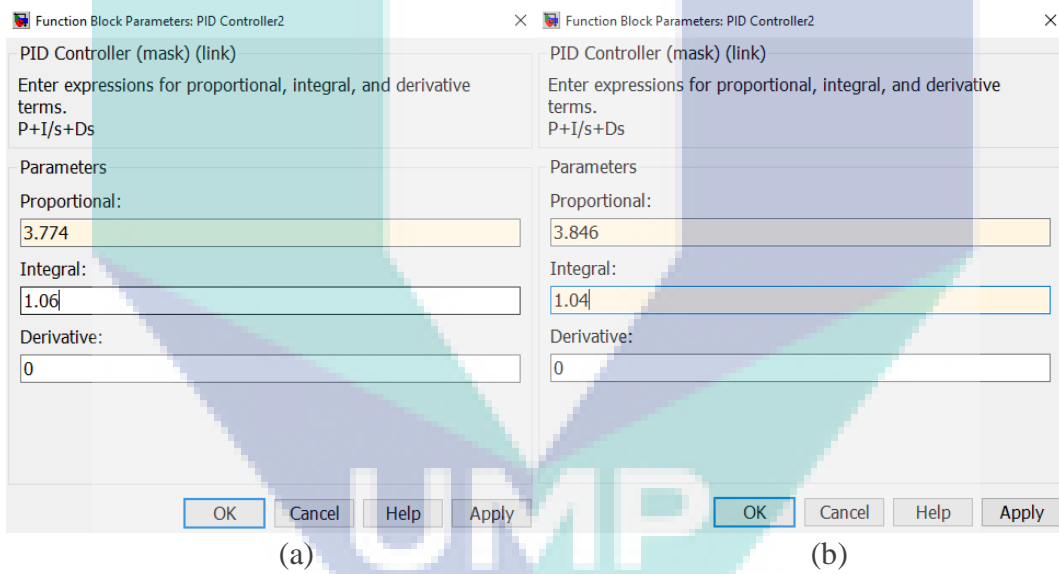 Function Block Parameters: PID Controller2
PID Controller (mask) (link)
Enter expressions for proportional, integral, and derivative
terms.
P+I/s+Ds
Parameters
Proportional:
3.774
Integral:
1.06
Derivative:
0
OK Cancel Help Apply
(a)
Function Block Parameters: PID Controller2
PID Controller (mask) (link)
Enter expressions for proportional, integral, and derivative
terms.
P+I/s+Ds
Parameters
Proportional:
3.846
Integral:
1.04
Derivative:
0
OK Cancel Help Apply
(b)
UMP